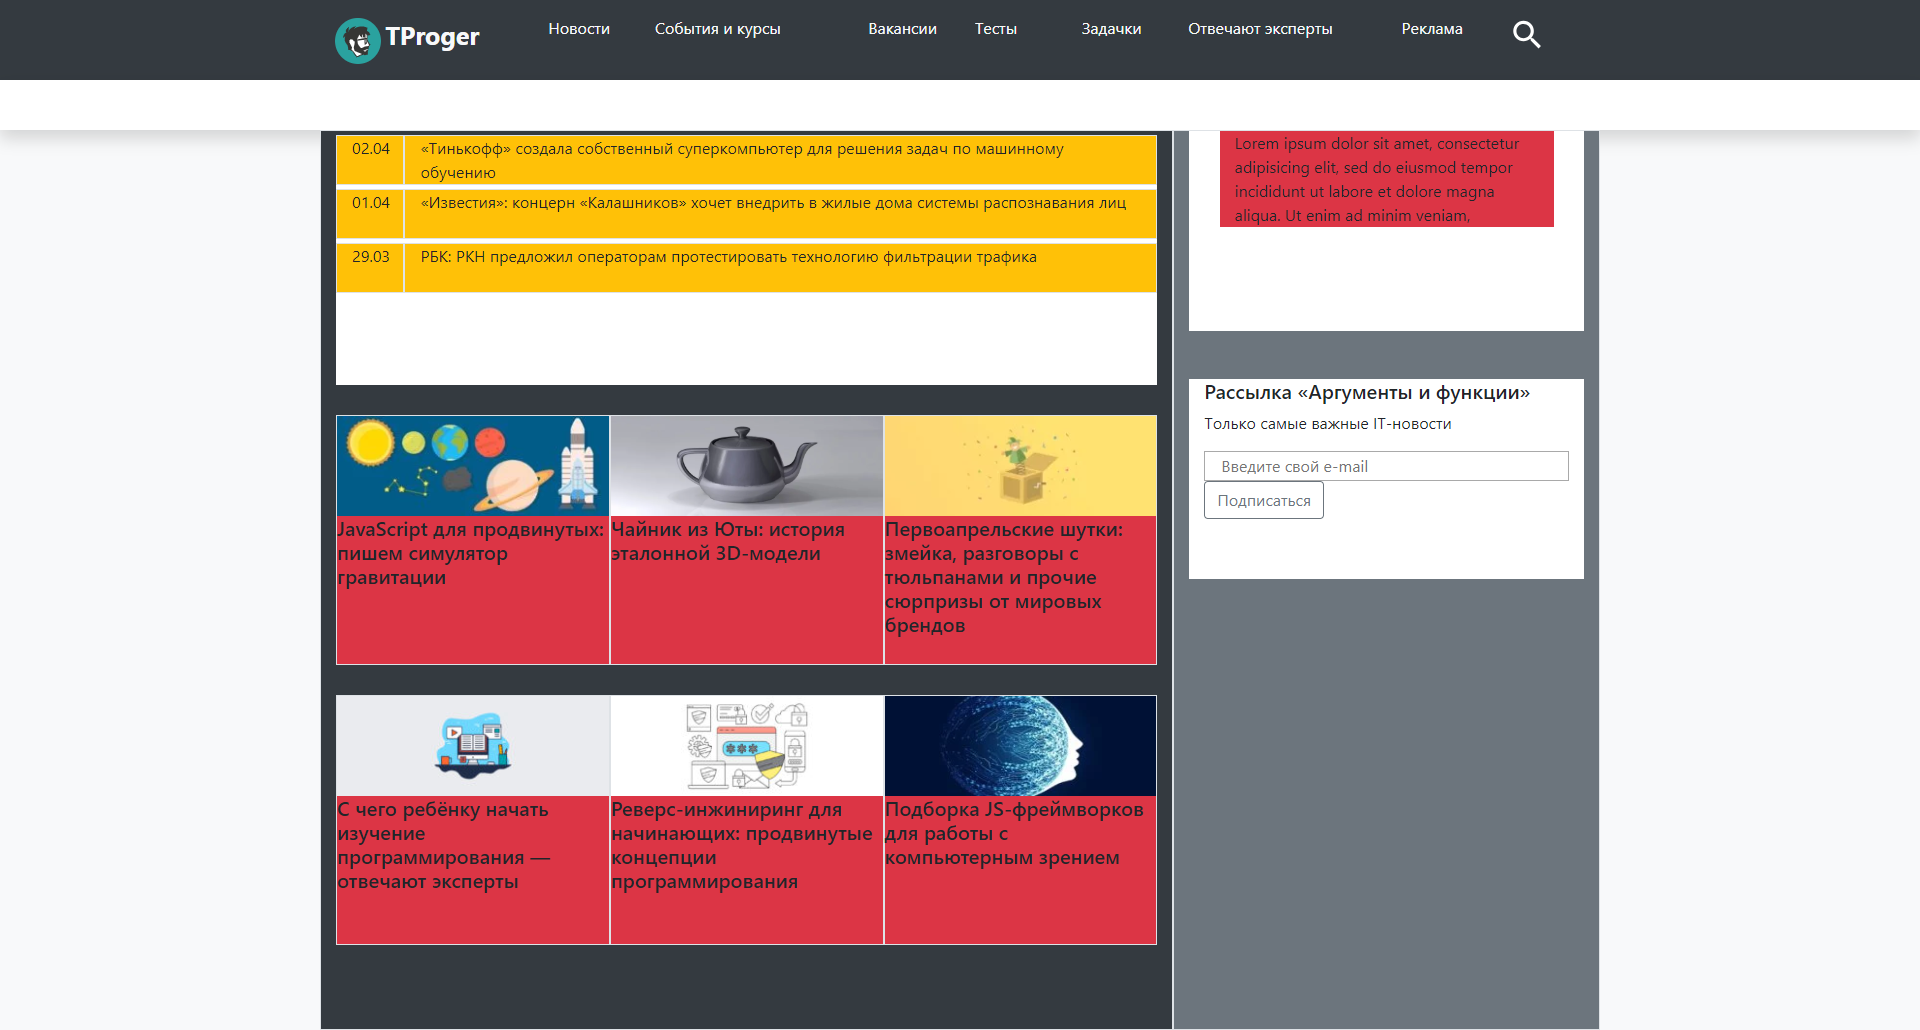 TProger
Новости
События и курсы
Вакансии
Тесты
Задачки
Отвечают эксперты
Реклама
02.04
«Тинькофф» создала собственный суперкомпьютер для решения задач по машинному
обучению
01.04
«Известия»: концерн «Калашников» хочет внедрить в жилые дома системы распознавания лиц
29.03
РБК: РКН предложил операторам протестировать технологию фильтрации трафика
JavaScript для продвинутых:
пишем симулятор
гравитации
Чайник из Юты: история
эталонной 3D-модели
Первоапрельские шутки:
змейка, разговоры с
тюльпанами и прочие
сюрпризы от мировых
брендов
С чего ребёнку начать
изучение
программирования —
отвечают эксперты
Реверс-инжиниринг для
начинающих: продвинутые
концепции
программирования
Подборка JS-фреймворков
для работы с
компьютерным зрением
Lorem ipsum dolor sit amet, consectetur
adipisicing elit, sed do eiusmod tempor
incididunt ut labore et dolore magna
aliqua. Ut enim ad minim veniam,
Рассылка «Аргументы и функции»
Только самые важные IT-новости
Введите свой e-mail
Подписаться